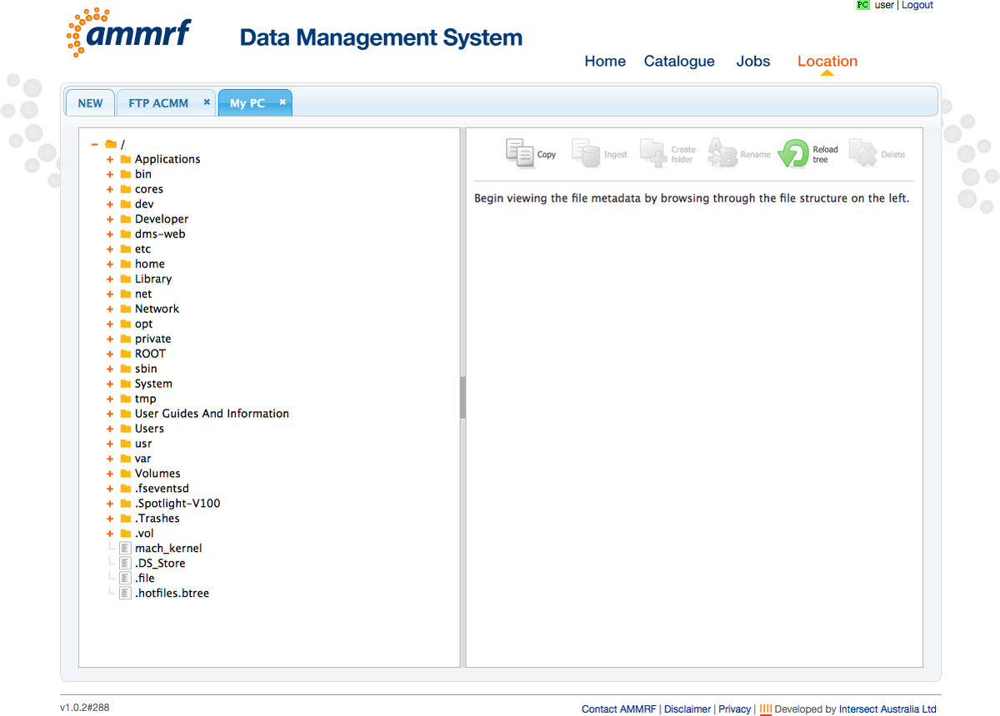 PC user | Logout
ammrf
Data Management System
Home Catalogue Jobs Location
NEW FTP ACMM × My PC ×
/
Applications
bin
cores
dev
Developer
dms-web
etc
home
Library
net
Network
opt
private
ROOT
sbin
System
tmp
User Guides And Information
Users
usr
var
Volumes
.fseventsd
.Spotlight-V100
.Trashes
.vol
mach_kernel
.DS_Store
.file
.hotfiles.btree
Copy Ingest Create folder Rename Reload tree Delete
Begin viewing the file metadata by browsing through the file structure on the left.
v1.0.2#288
Contact AMMRF | Disclaimer | Privacy | Developed by Intersect Australia Ltd